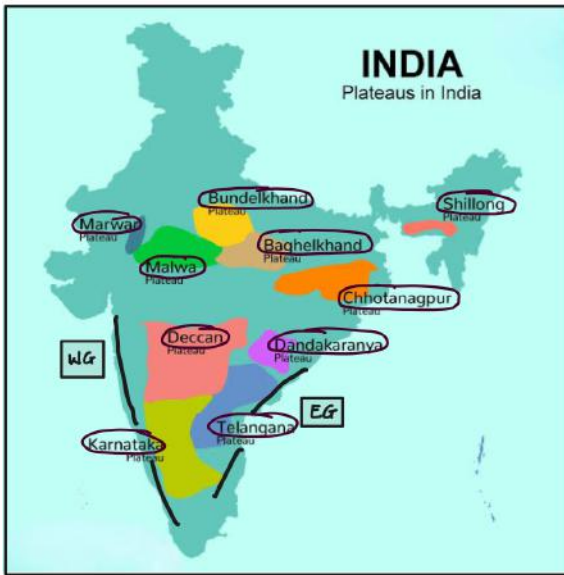 INDIA
Plateaus in India
Bundelkhand
Plateau
Shillong
Plateau
Marwar
Plateau
Baghelkhand
Plateau
Malwa
Plateau
Chhotanagpur
Plateau
Deccan
Plateau
Dandakaranya
Plateau
WG
EG
Telangana
Plateau
Karnataka
Plateau